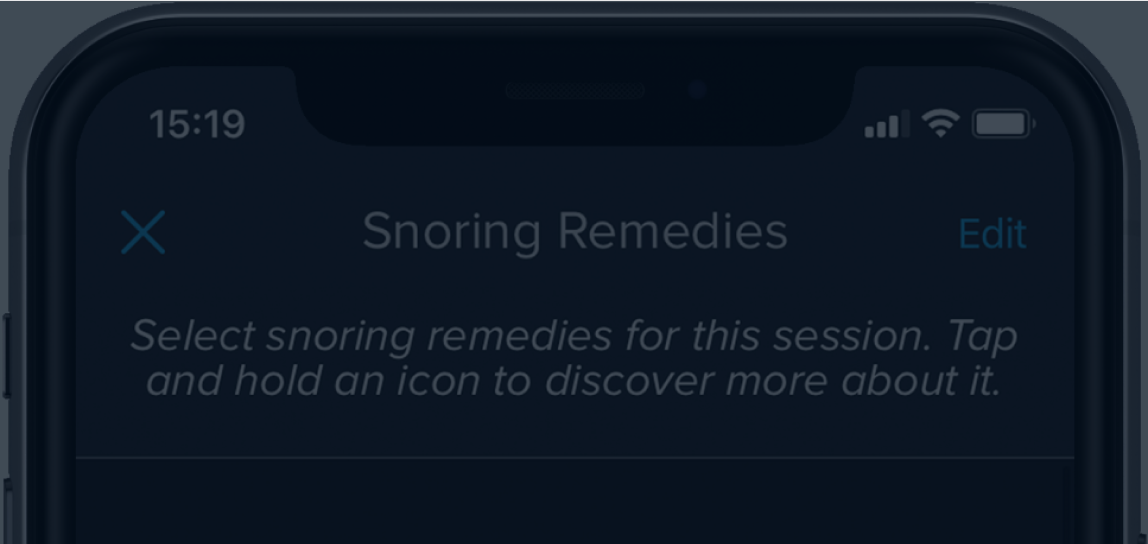 15:19
Snoring Remedies
Edit
Select snoring remedies for this session. Tap
and hold an icon to discover more about it.